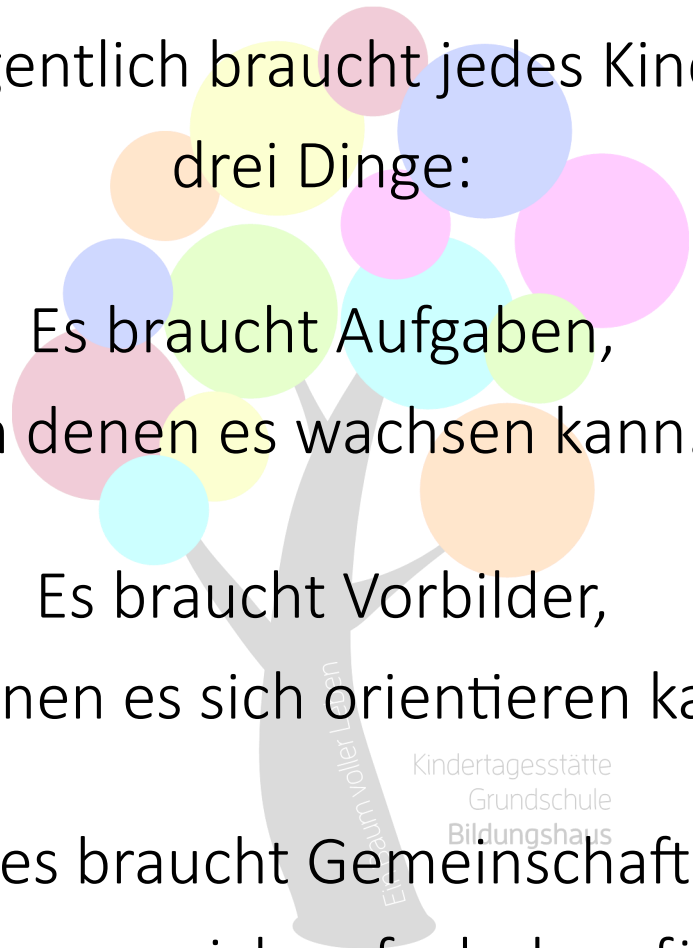 gentlich braucht jedes Kind
drei Dinge:
Es braucht Aufgaben,
denen es wachsen kann.
Es braucht Vorbilder,
nen es sich orientieren ka
Kindertagesstätte
Grundschule
Bildungshaus
es braucht Gemeinschaft